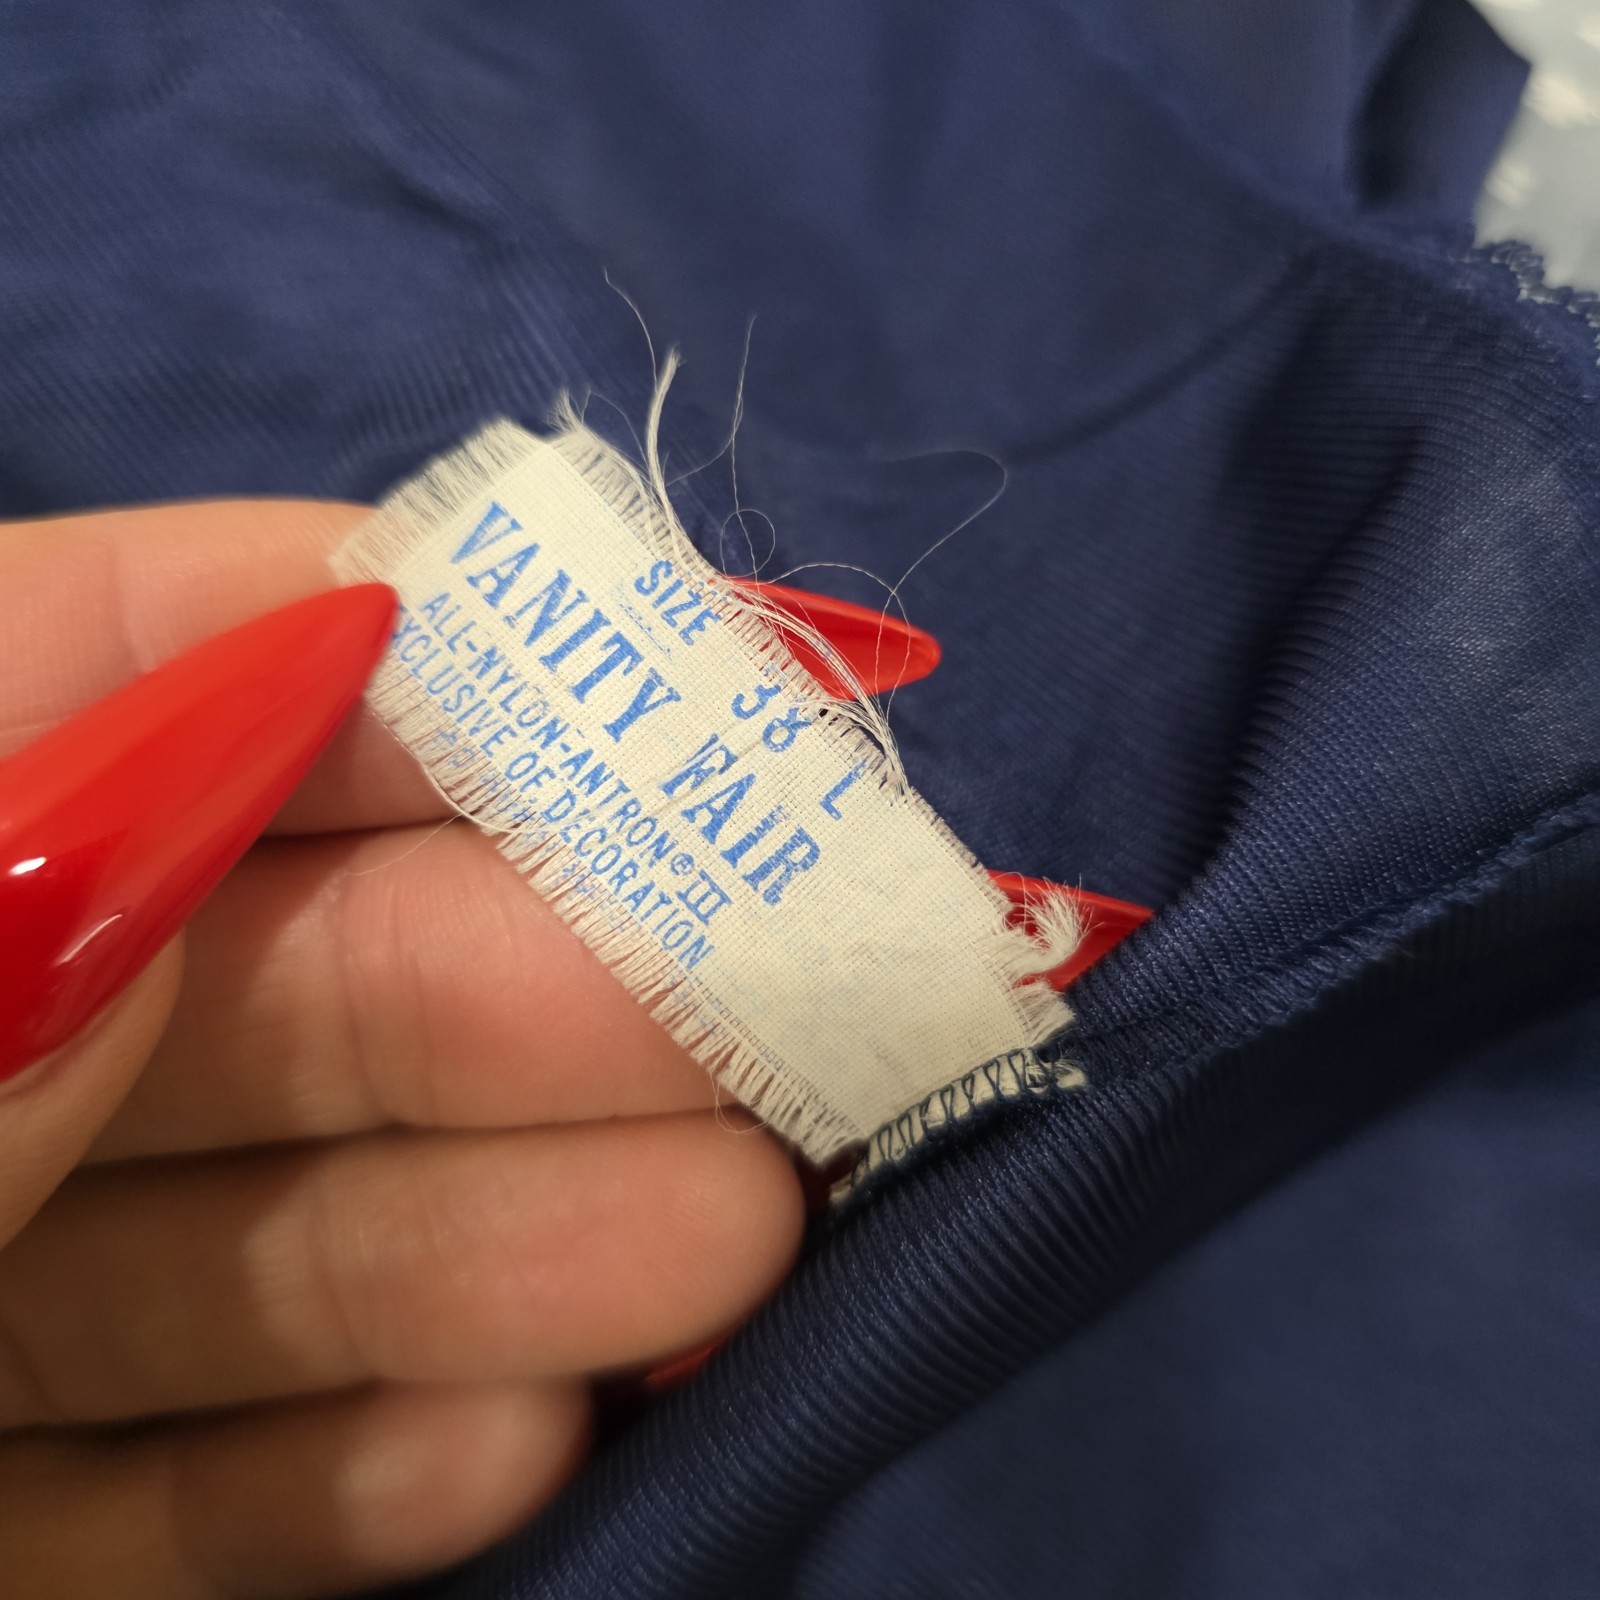 SIZE 38 L
VANITY FAIR
ALL-NYLON-ANTRON® III
EXCLUSIVE OF DECORATION